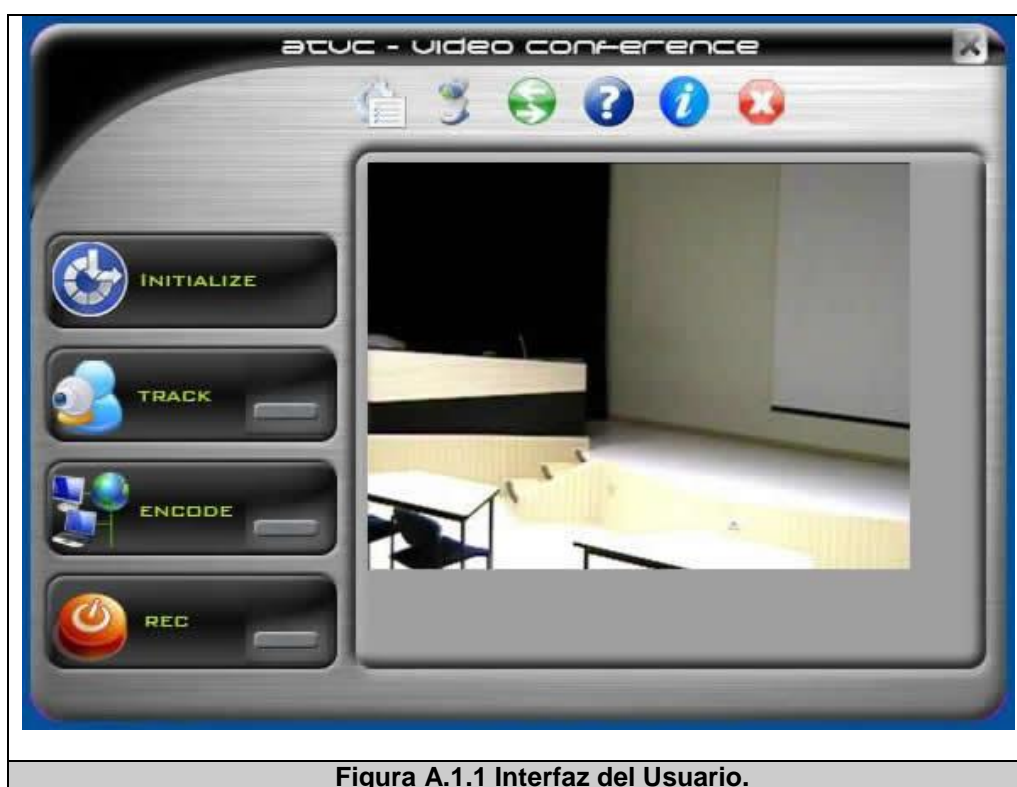 ATVC - VIDEO CONFERENCE
INITIALIZE
TRACK
ENCODE
REC
Figura A.1.1 Interfaz del Usuario.